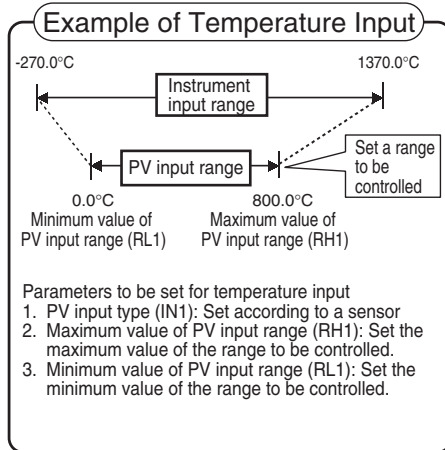 Example of Temperature Input
-270.0°C
1370.0°C
Instrument
input range
PV input range
Set a range
to be
controlled
0.0°C
800.0°C
Minimum value of
PV input range (RL1)
Maximum value of
PV input range (RH1)
Parameters to be set for temperature input
1. PV input type (IN1): Set according to a sensor
2. Maximum value of PV input range (RH1): Set the
maximum value of the range to be controlled.
3. Minimum value of PV input range (RL1): Set the
minimum value of the range to be controlled.